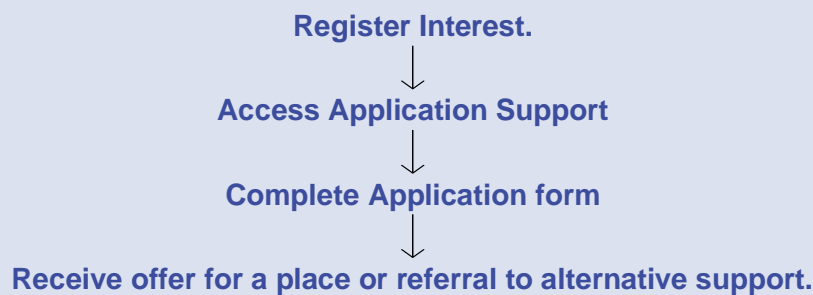 Register Interest.
Access Application Support
Complete Application form
Receive offer for a place or referral to alternative support.